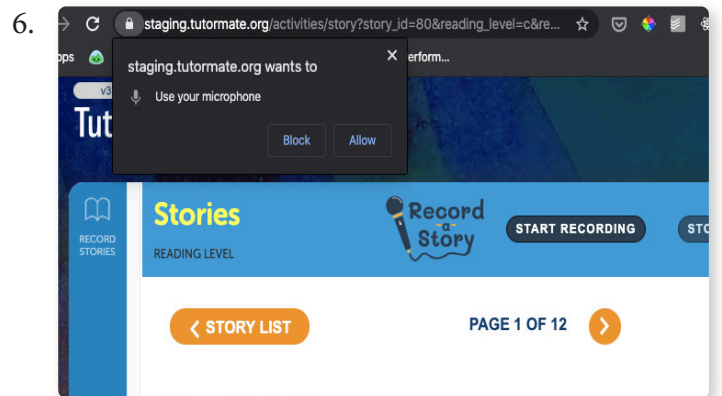 6.
staging.tutormate.org/activities/story?story_id=80&reading_level=c&re...
ops
erform...
staging.tutormate.org wants to
Use your microphone
Block Allow
v3
Tut
RECORD
STORIES
Stories
READING LEVEL
Record
-a-
Story
START RECORDING
STO
STORY LIST
PAGE 1 OF 12